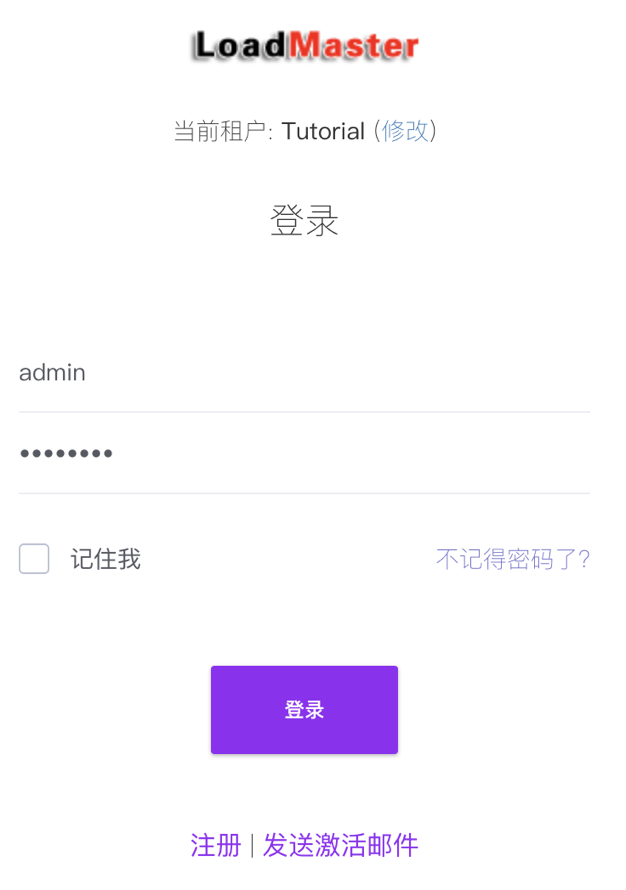 LoadMaster
当前租户: Tutorial (修改)
登录
admin
••••••••
记住我 不记得密码了?
登录
注册 | 发送激活邮件